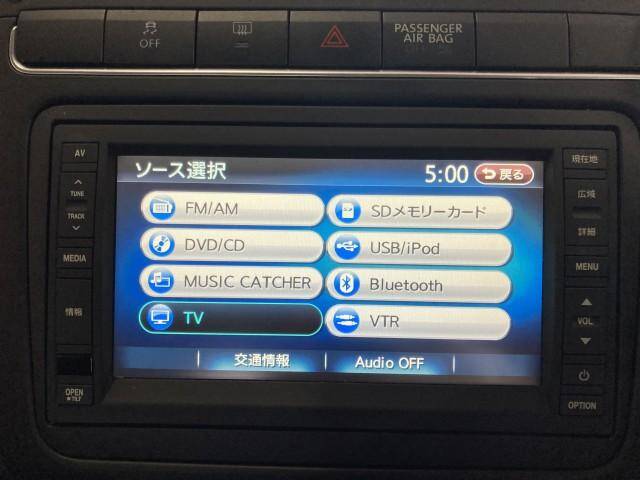 OFF
PASSENGER
AIR BAG
AV
TUNE
TRACK
MEDIA
情報
OPEN
TILT
ソース選択
5:00
戻る
FM/AM
SDメモリーカード
DVD/CD
USB/iPod
MUSIC CATCHER
Bluetooth
TV
VTR
交通情報
Audio OFF
現在地
広域
詳細
MENU
VOL
OPTION